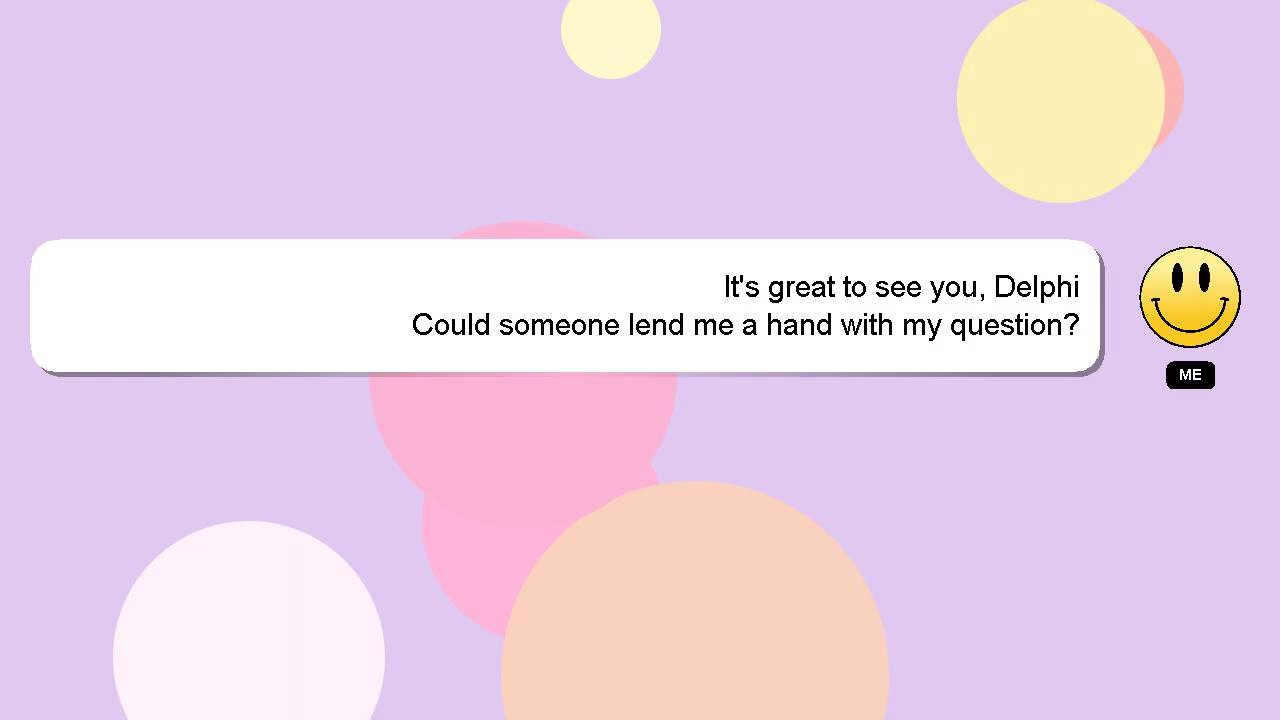 It's great to see you, Delphi
Could someone lend me a hand with my question?
ME